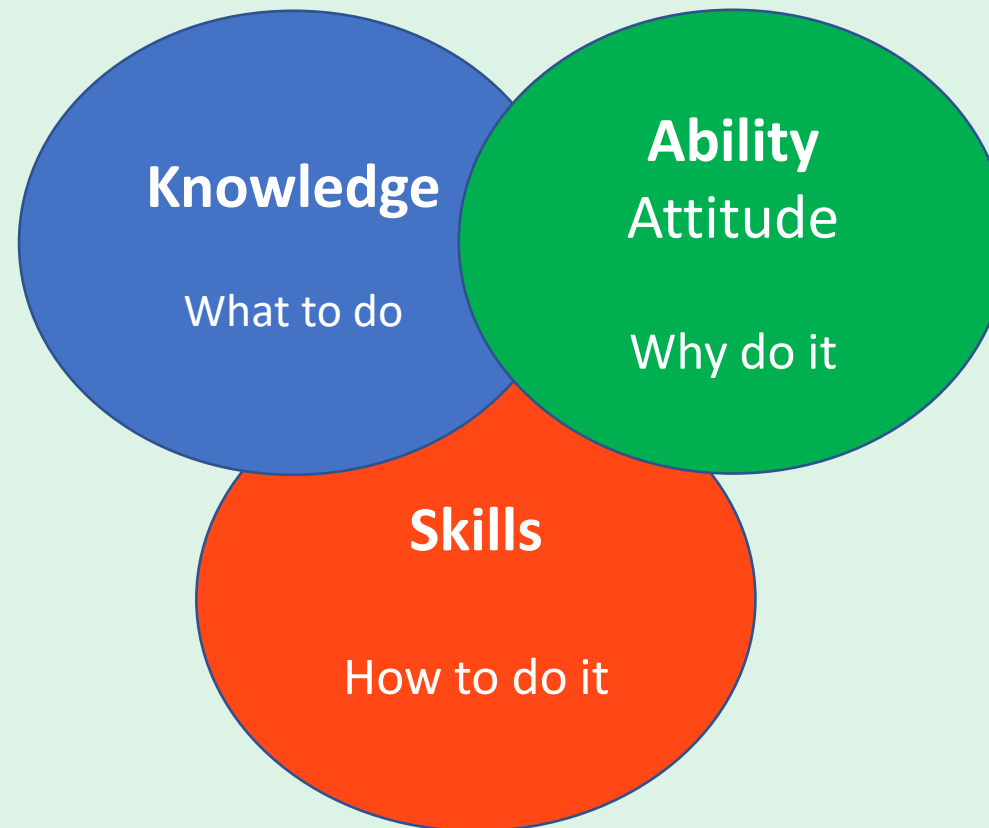 Knowledge
What to do
Ability
Attitude
Why do it
Skills
How to do it